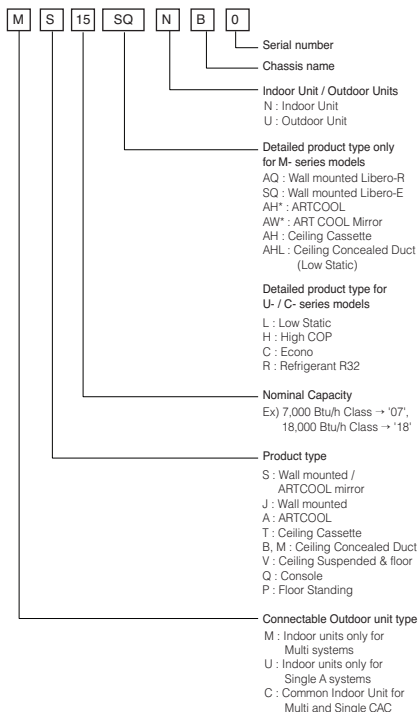 M S 15 SQ N B 0
Serial number
Chassis name
Indoor Unit / Outdoor Units
N : Indoor Unit
U : Outdoor Unit
Detailed product type only
for M- series models
AQ : Wall mounted Libero-R
SQ : Wall mounted Libero-E
AH* : ARTCOOL
AW* : ART COOL Mirror
AH : Ceiling Cassette
AHL : Ceiling Concealed Duct
(Low Static)
Detailed product type for
U- / C- series models
L : Low Static
H : High COP
C : Econo
R : Refrigerant R32
Nominal Capacity
Ex) 7,000 Btu/h Class → '07',
18,000 Btu/h Class → '18'
Product type
S : Wall mounted /
ARTCOOL mirror
J : Wall mounted
A : ARTCOOL
T : Ceiling Cassette
B, M : Ceiling Concealed Duct
V : Ceiling Suspended & floor
Q : Console
P : Floor Standing
Connectable Outdoor unit type
M : Indoor units only for
Multi systems
U : Indoor units only for
Single A systems
C : Common Indoor Unit for
Multi and Single CAC